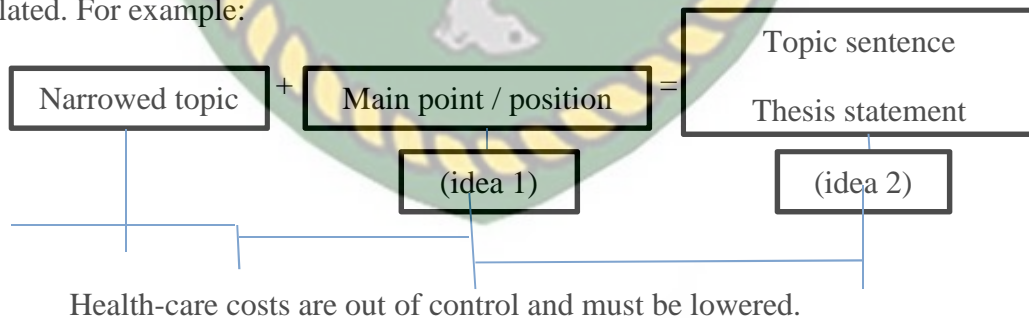 lated. For example:
Topic sentence
Narrowed topic + Main point / position =
Thesis statement
(idea 1) (idea 2)
Health-care costs are out of control and must be lowered.